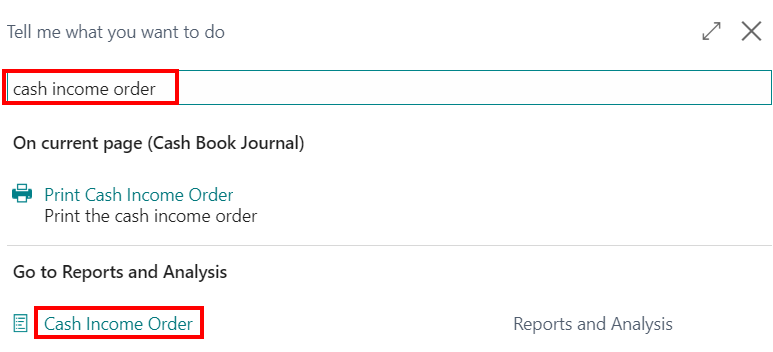 Tell me what you want to do
cash income order
On current page (Cash Book Journal)
Print Cash Income Order
Print the cash income order
Go to Reports and Analysis
Cash Income Order Reports and Analysis